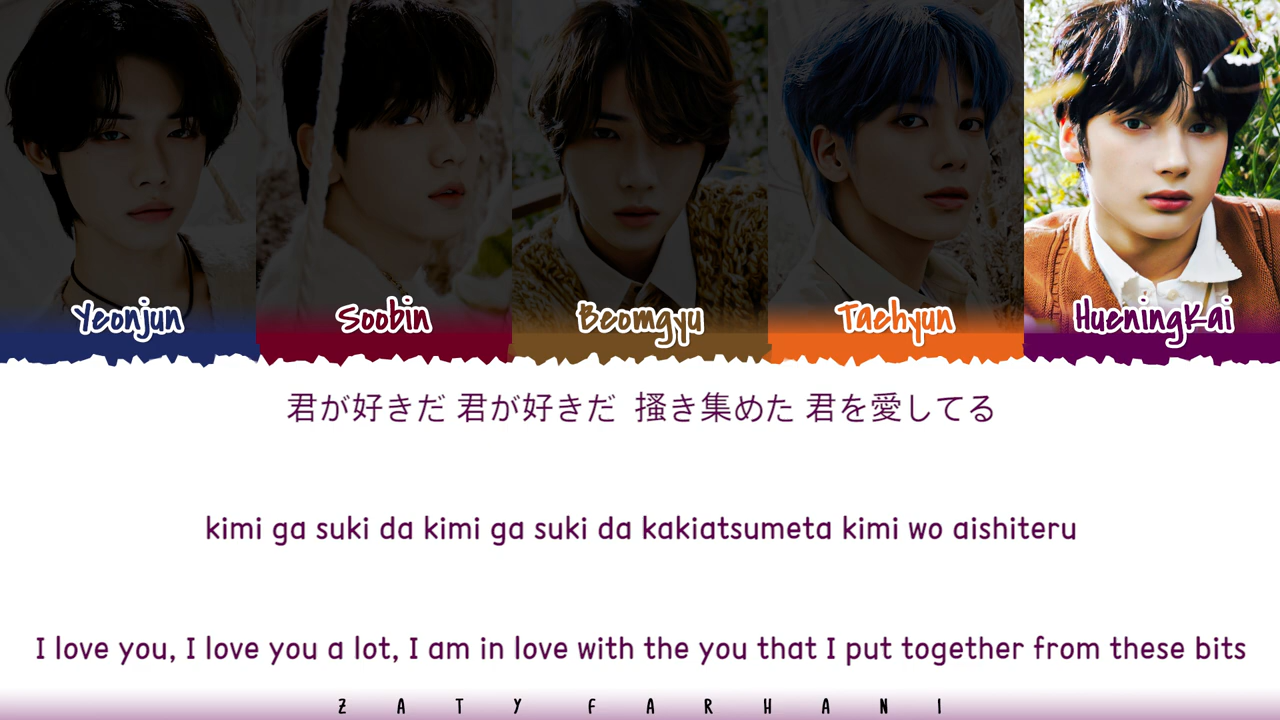 Yeonjun
Soobin
Beomgyu
Taehyun
HueningKai
君が好きだ 君が好きだ 掻き集めた 君を愛してる
kimi ga suki da kimi ga suki da kakiatsumeta kimi wo aishiteru
I love you, I love you a lot, I am in love with the you that I put together from these bits
ZATY FARHANI